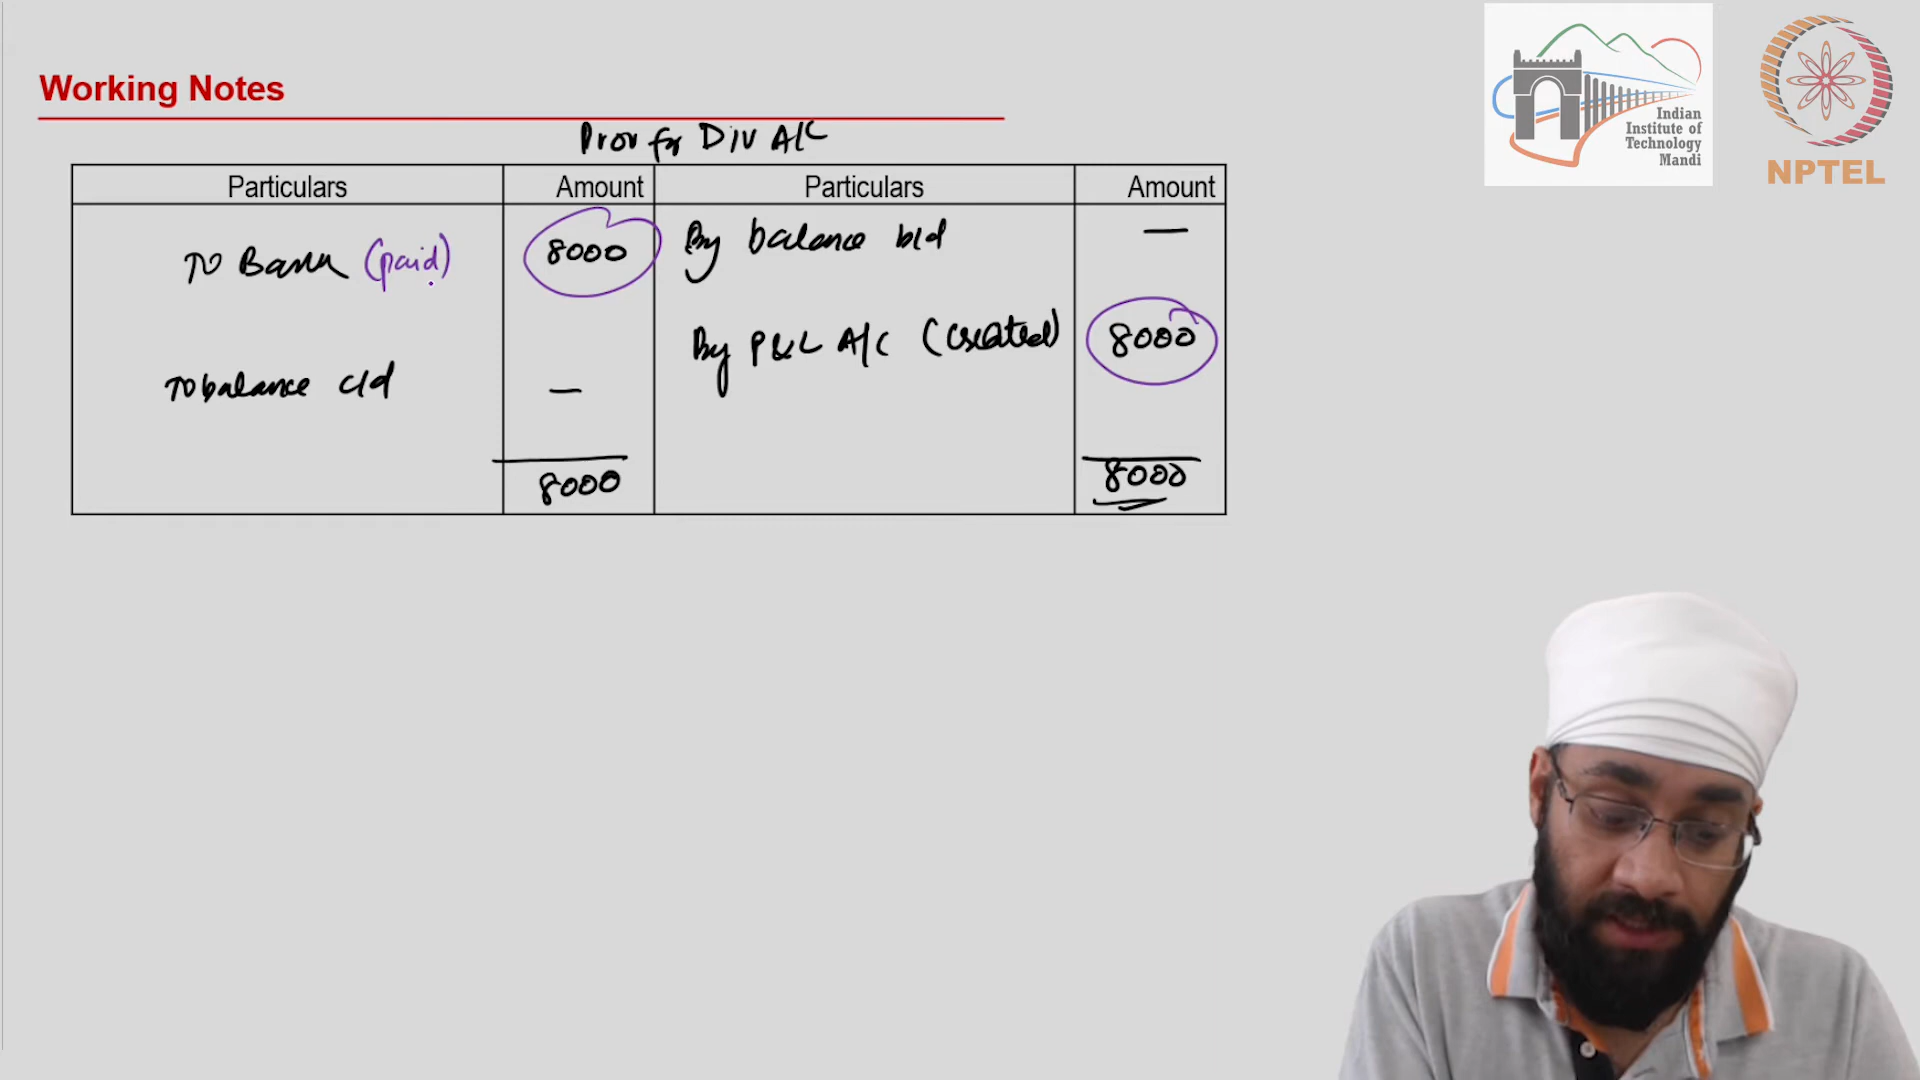 Working Notes
Prov for Div A/C
Particulars Amount Particulars Amount
To Bank (paid) 8000 By balance b/d —
By P&L A/C (created) 8000
To balance c/d —
8000 8000
Indian
Institute of
Technology
Mandi
NPTEL